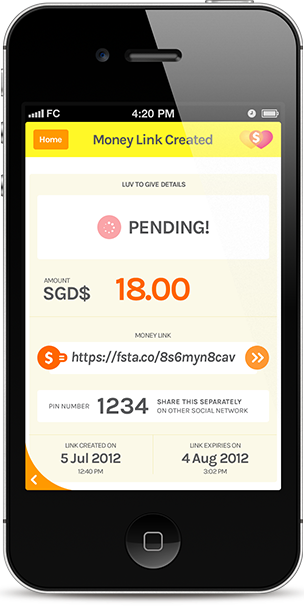 FC 4:20 PM
Home Money Link Created $
LUV TO GIVE DETAILS
PENDING!
AMOUNT
SGD$ 18.00
MONEY LINK
$ https://fsta.co/8s6myn8cav
PIN NUMBER 1234 SHARE THIS SEPARATELY
ON OTHER SOCIAL NETWORK
LINK CREATED ON LINK EXPIRIES ON
5 Jul 2012 4 Aug 2012
12:40 PM 3:02 PM